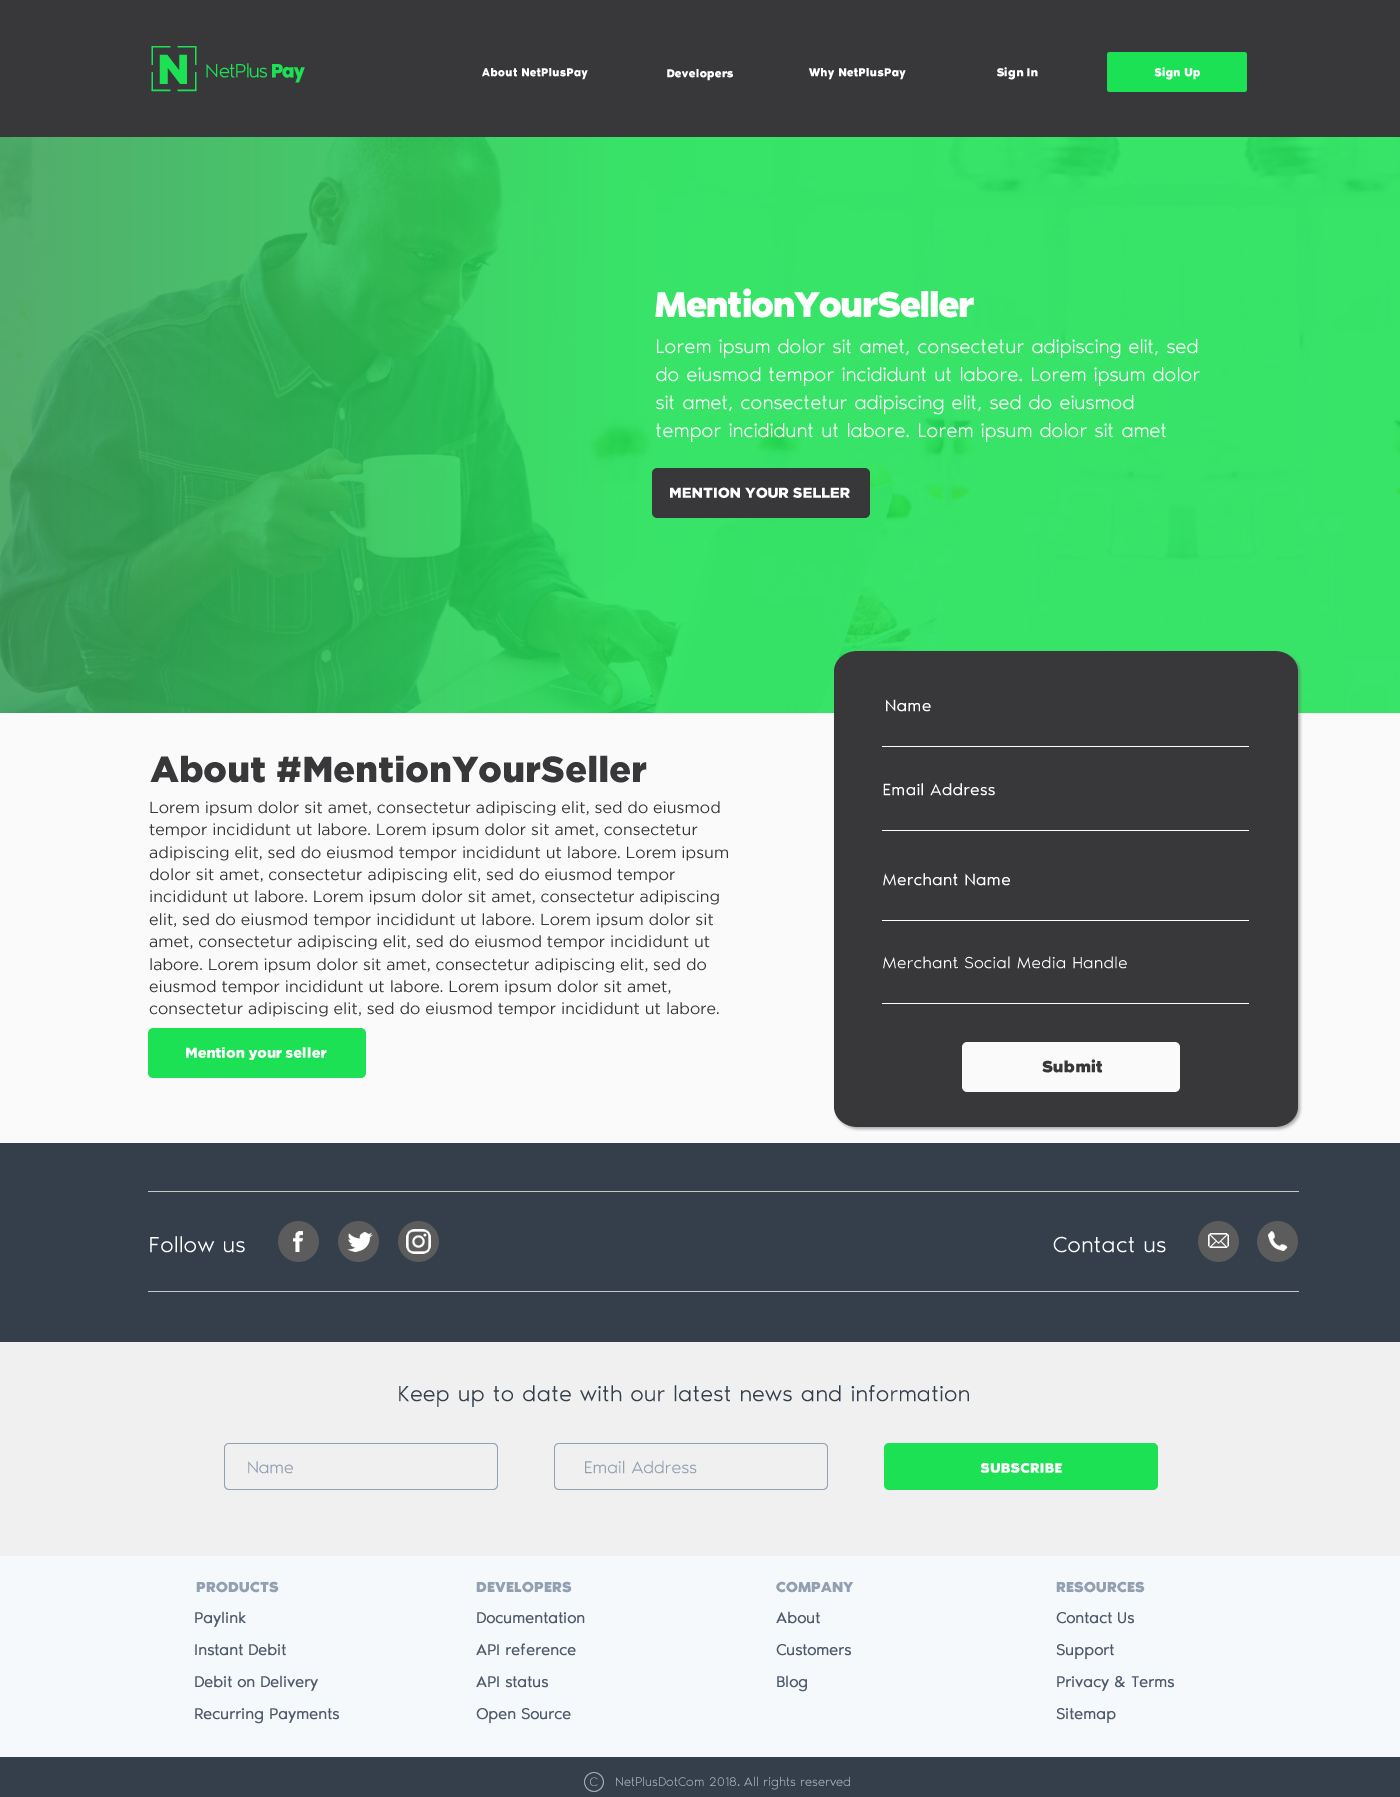 N NetPlus Pay
About NetPlusPay
Developers
Why NetPlusPay
Sign In
Sign Up
MentionYourSeller
Lorem ipsum dolor sit amet, consectetur adipiscing elit, sed
do eiusmod tempor incididunt ut labore. Lorem ipsum dolor
sit amet, consectetur adipiscing elit, sed do eiusmod
tempor incididunt ut labore. Lorem ipsum dolor sit amet
MENTION YOUR SELLER
About #MentionYourSeller
Lorem ipsum dolor sit amet, consectetur adipiscing elit, sed do eiusmod
tempor incididunt ut labore. Lorem ipsum dolor sit amet, consectetur
adipiscing elit, sed do eiusmod tempor incididunt ut labore. Lorem ipsum
dolor sit amet, consectetur adipiscing elit, sed do eiusmod tempor
incididunt ut labore. Lorem ipsum dolor sit amet, consectetur adipiscing
elit, sed do eiusmod tempor incididunt ut labore. Lorem ipsum dolor sit
amet, consectetur adipiscing elit, sed do eiusmod tempor incididunt ut
labore. Lorem ipsum dolor sit amet, consectetur adipiscing elit, sed do
eiusmod tempor incididunt ut labore. Lorem ipsum dolor sit amet,
consectetur adipiscing elit, sed do eiusmod tempor incididunt ut labore.
Mention your seller
Name
Email Address
Merchant Name
Merchant Social Media Handle
Submit
Follow us
Contact us
Keep up to date with our latest news and information
Name
Email Address
SUBSCRIBE
PRODUCTS
Paylink
Instant Debit
Debit on Delivery
Recurring Payments
DEVELOPERS
Documentation
API reference
API status
Open Source
COMPANY
About
Customers
Blog
RESOURCES
Contact Us
Support
Privacy & Terms
Sitemap
© NetPlusDotCom 2018. All rights reserved